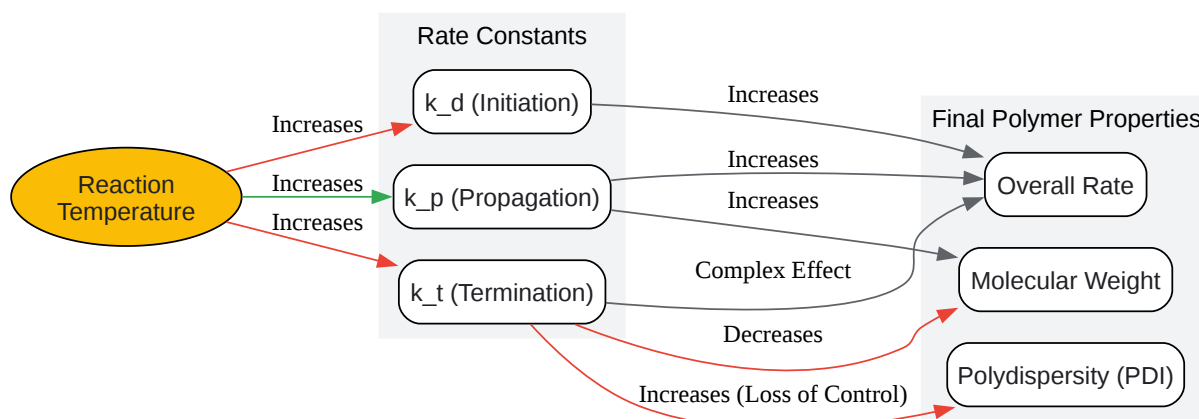 Rate Constants
k_d (Initiation)
Increases
Increases
Final Polymer Properties
Increases
Increases
Reaction
Temperature
Increases
k_p (Propagation)
Overall Rate
Increases
Increases
k_t (Termination)
Complex Effect
Molecular Weight
Decreases
Polydispersity (PDI)
Increases (Loss of Control)